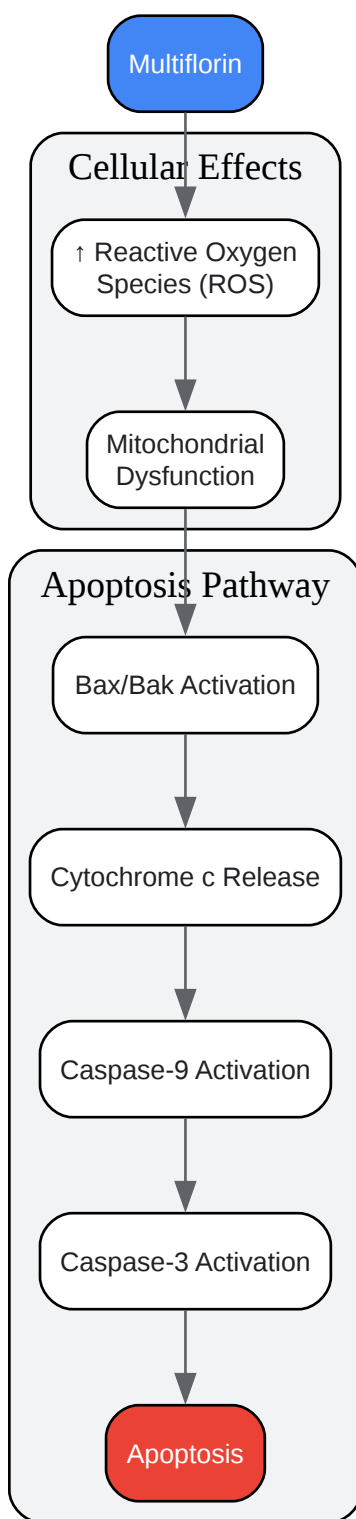 Multiflorin
Cellular Effects
↑ Reactive Oxygen
Species (ROS)
Mitochondrial
Dysfunction
Apoptosis Pathway
Bax/Bak Activation
Cytochrome c Release
Caspase-9 Activation
Caspase-3 Activation
Apoptosis